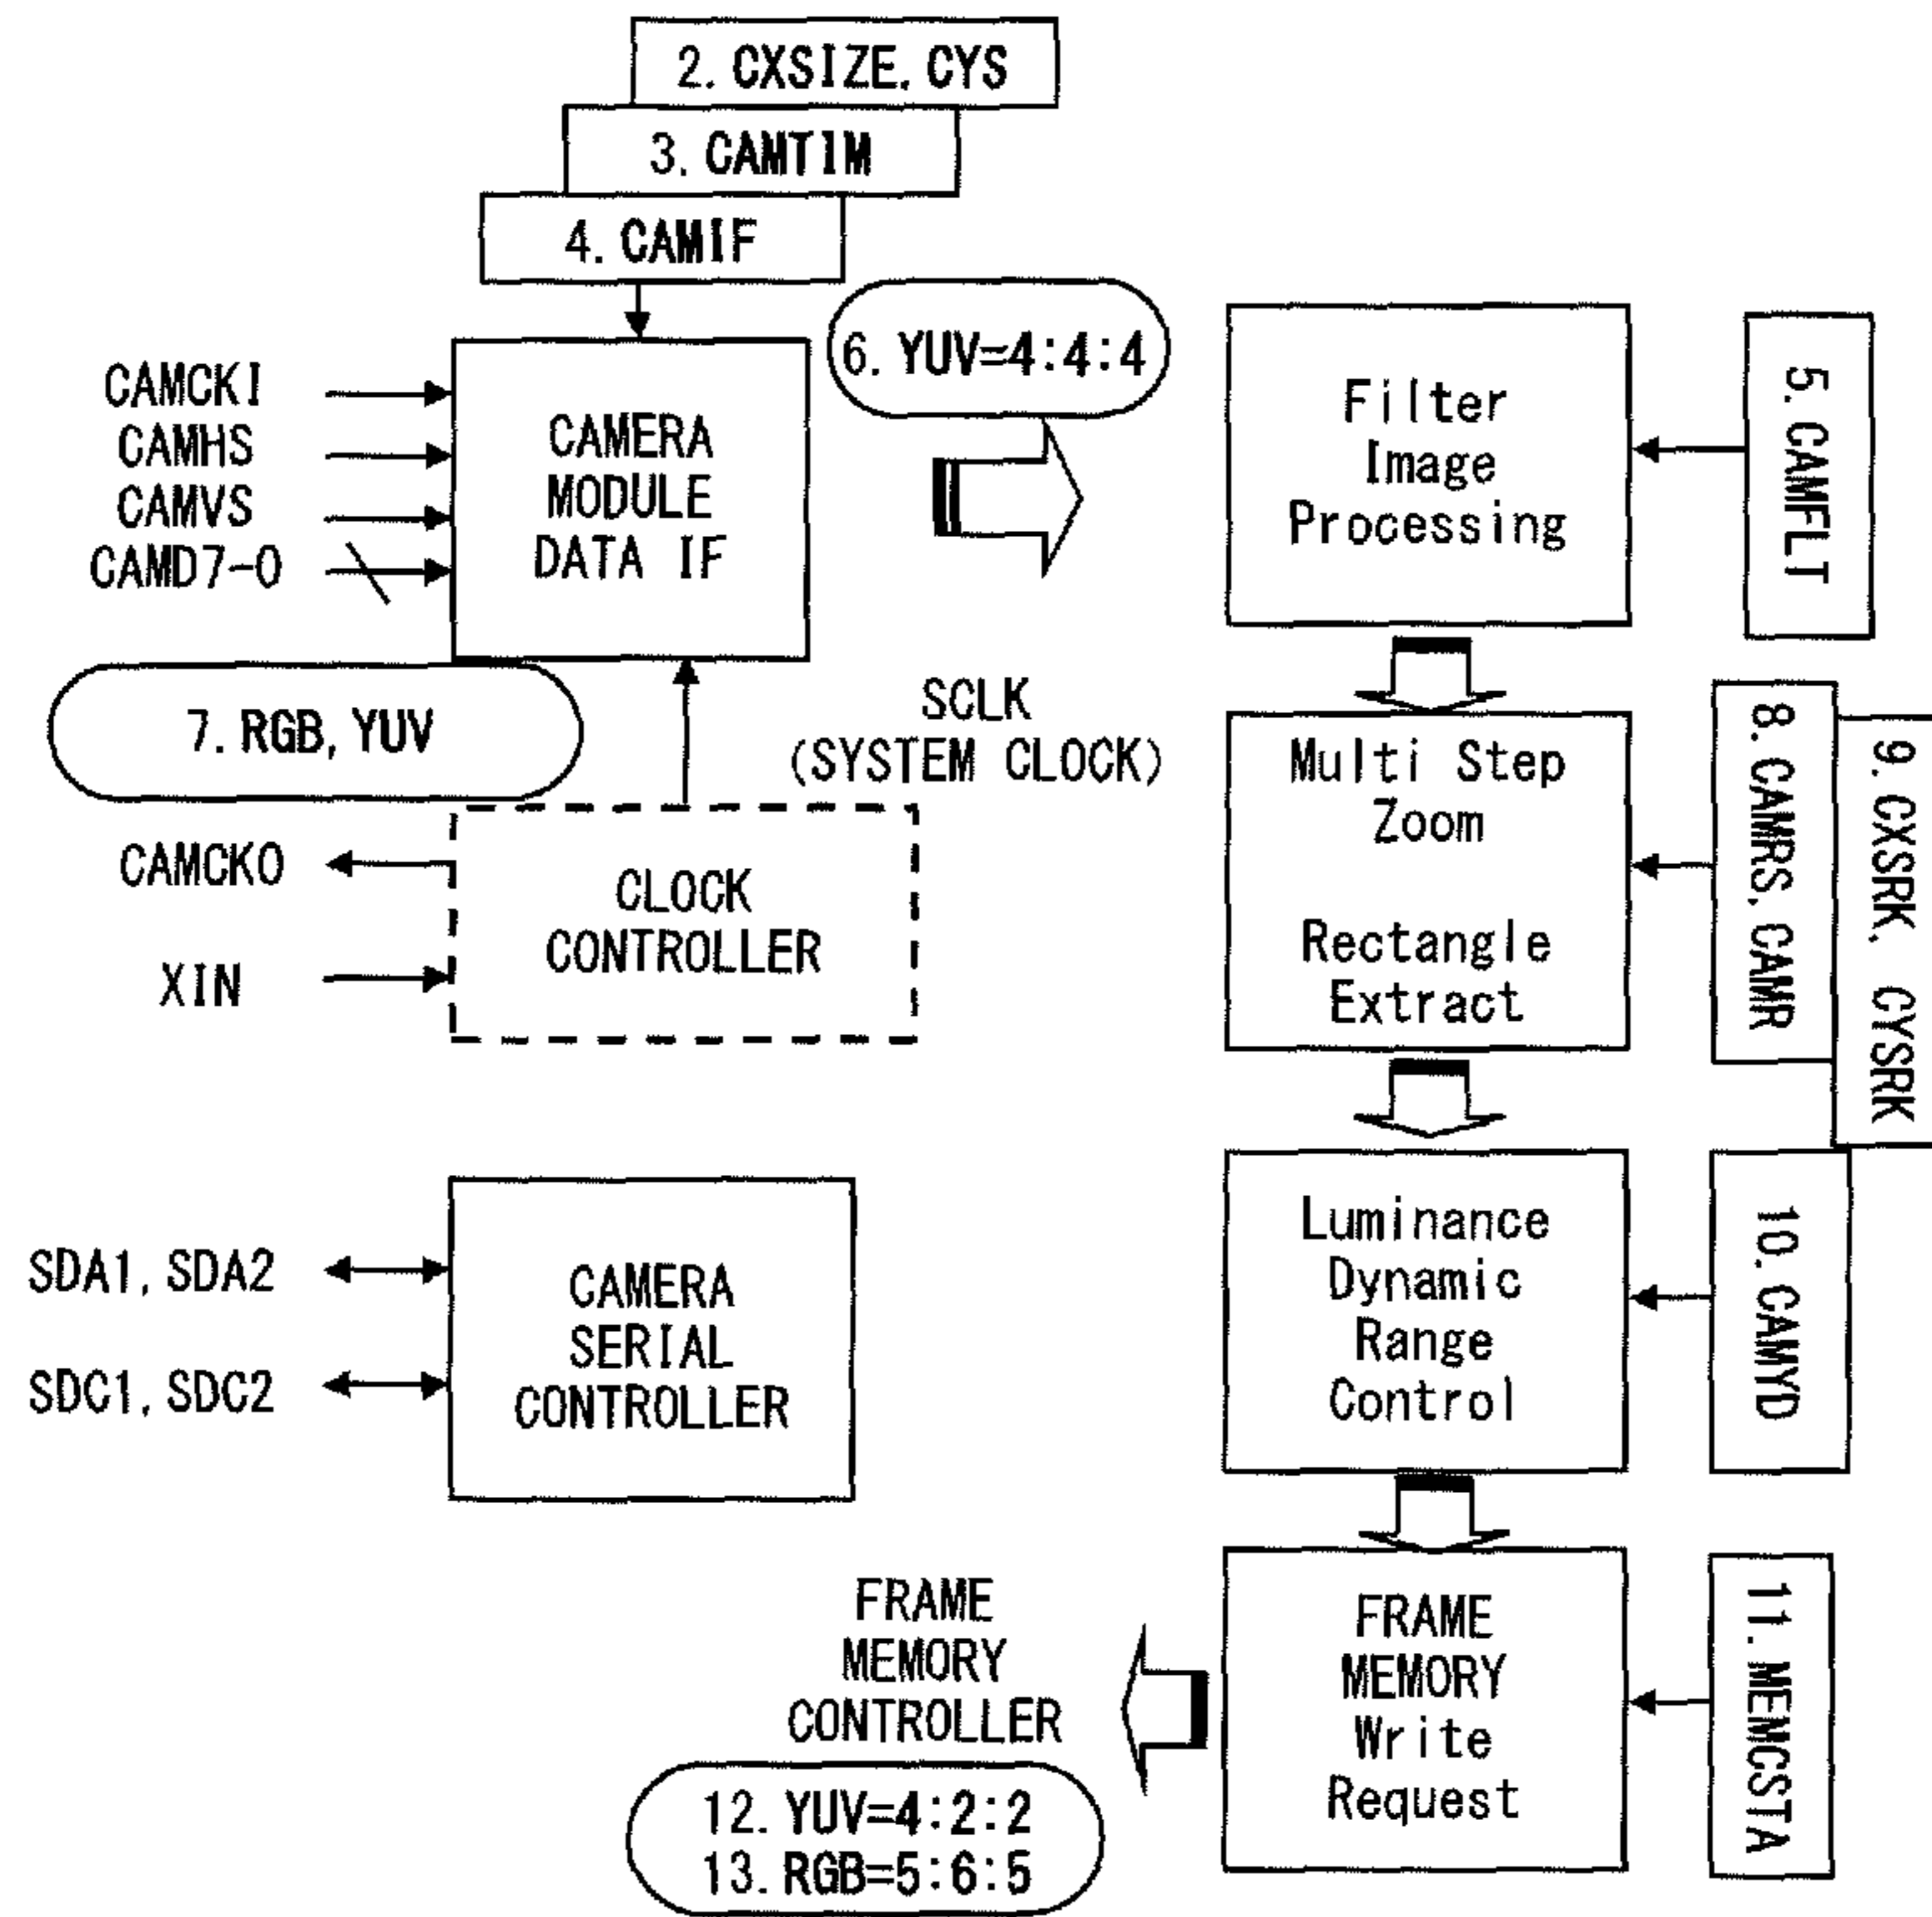 2. CXSIZE, CYS
3. CAMTIM
4. CAMIF
6. YUV=4:4:4
CAMCKI
CAMHS
CAMVS
CAMD7-0
CAMERA
MODULE
DATA IF
Filter
Image
Processing
5. CAMFLT
7. RGB, YUV
SCLK
(SYSTEM CLOCK)
CAMCKO
XIN
CLOCK
CONTROLLER
Multi Step
Zoom
Rectangle
Extract
8. CAMRS, CAMR
9. CXSRK, CYSRK
SDA1, SDA2
SDC1, SDC2
CAMERA
SERIAL
CONTROLLER
Luminance
Dynamic
Range
Control
10. CAMYD
FRAME
MEMORY
CONTROLLER
FRAME
MEMORY
Write
Request
11. MEMCSTA
12. YUV=4:2:2
13. RGB=5:6:5